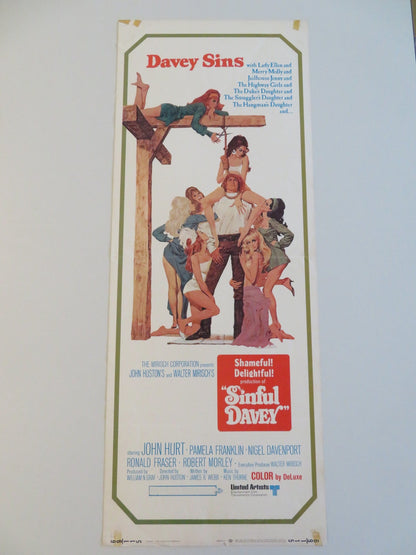 Davey Sins
with Lady Ellen and
Merry Molly and
Jailhouse Jenny and
The Highway Girls and
The Duke's Daughter and
The Smuggler's Daughter and
The Hangman's Daughter
and...
THE MIRISCH CORPORATION presents
JOHN HUSTON'S and WALTER MIRISCH'S
Shameful!
Delightful!
production of
"Sinful
DAVEY"
starring JOHN HURT · PAMELA FRANKLIN · NIGEL DAVENPORT
RONALD FRASER · ROBERT MORLEY · Executive Producer WALTER MIRISCH
Produced by WILLIAM N. GRAF
Directed by JOHN HUSTON
Written by JAMES R. WEBB
Music by KEN THORNE
COLOR by DeLuxe
United Artists